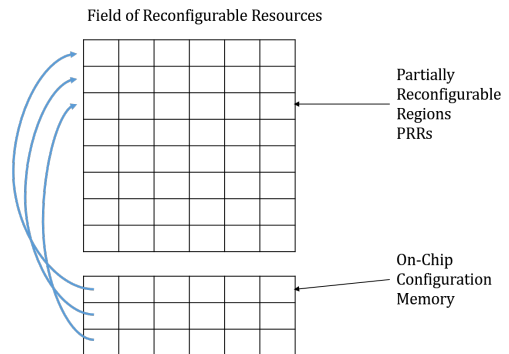 Field of Reconfigurable Resources
Partially
Reconfigurable
Regions
PRRs
On-Chip
Configuration
Memory